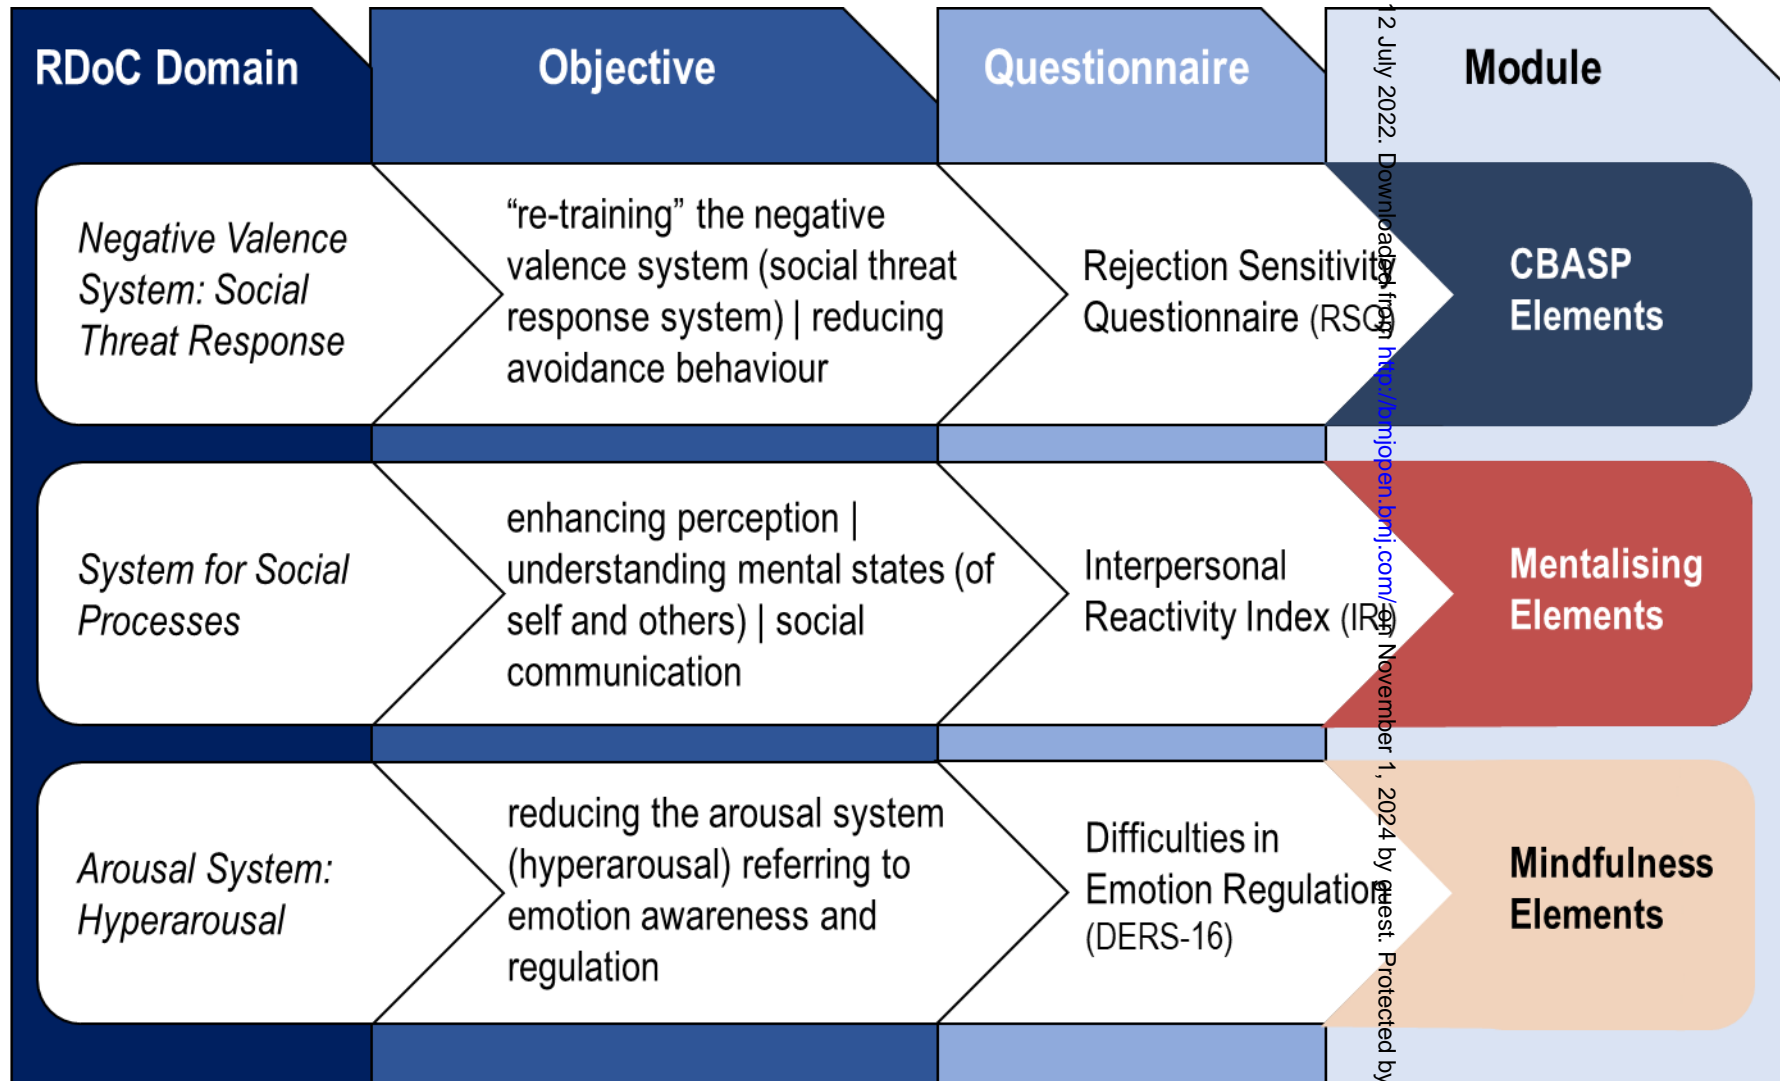 RDoC Domain
Objective
Questionnaire
Module
Negative Valence
System: Social
Threat Response
“re-training” the negative
valence system (social threat
response system) | reducing
avoidance behaviour
Rejection Sensitivity
Questionnaire (RSQ)
CBASP
Elements
System for Social
Processes
enhancing perception |
understanding mental states (of
self and others) | social
communication
Interpersonal
Reactivity Index (IRI)
Mentalising
Elements
Arousal System:
Hyperarousal
reducing the arousal system
(hyperarousal) referring to
emotion awareness and
regulation
Difficulties in
Emotion Regulation
(DERS-16)
Mindfulness
Elements
12 July 2022. Downloaded from http://bmjopen.bmj.com/ on November 1, 2024 by guest. Protected by